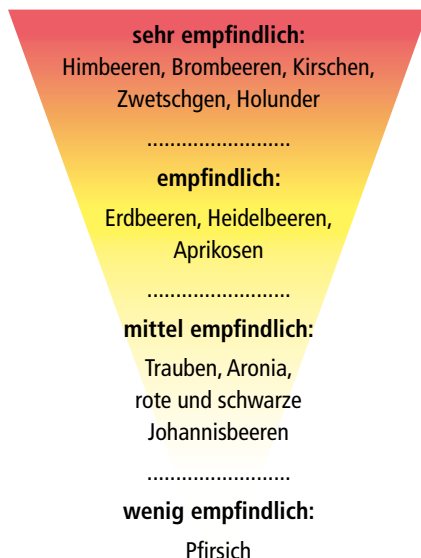 sehr empfindlich:
Himbeeren, Brombeeren, Kirschen,
Zwetschgen, Holunder
.........................
empfindlich:
Erdbeeren, Heidelbeeren,
Aprikosen
.........................
mittel empfindlich:
Trauben, Aronia,
rote und schwarze
Johannisbeeren
.........................
wenig empfindlich:
Pfirsich